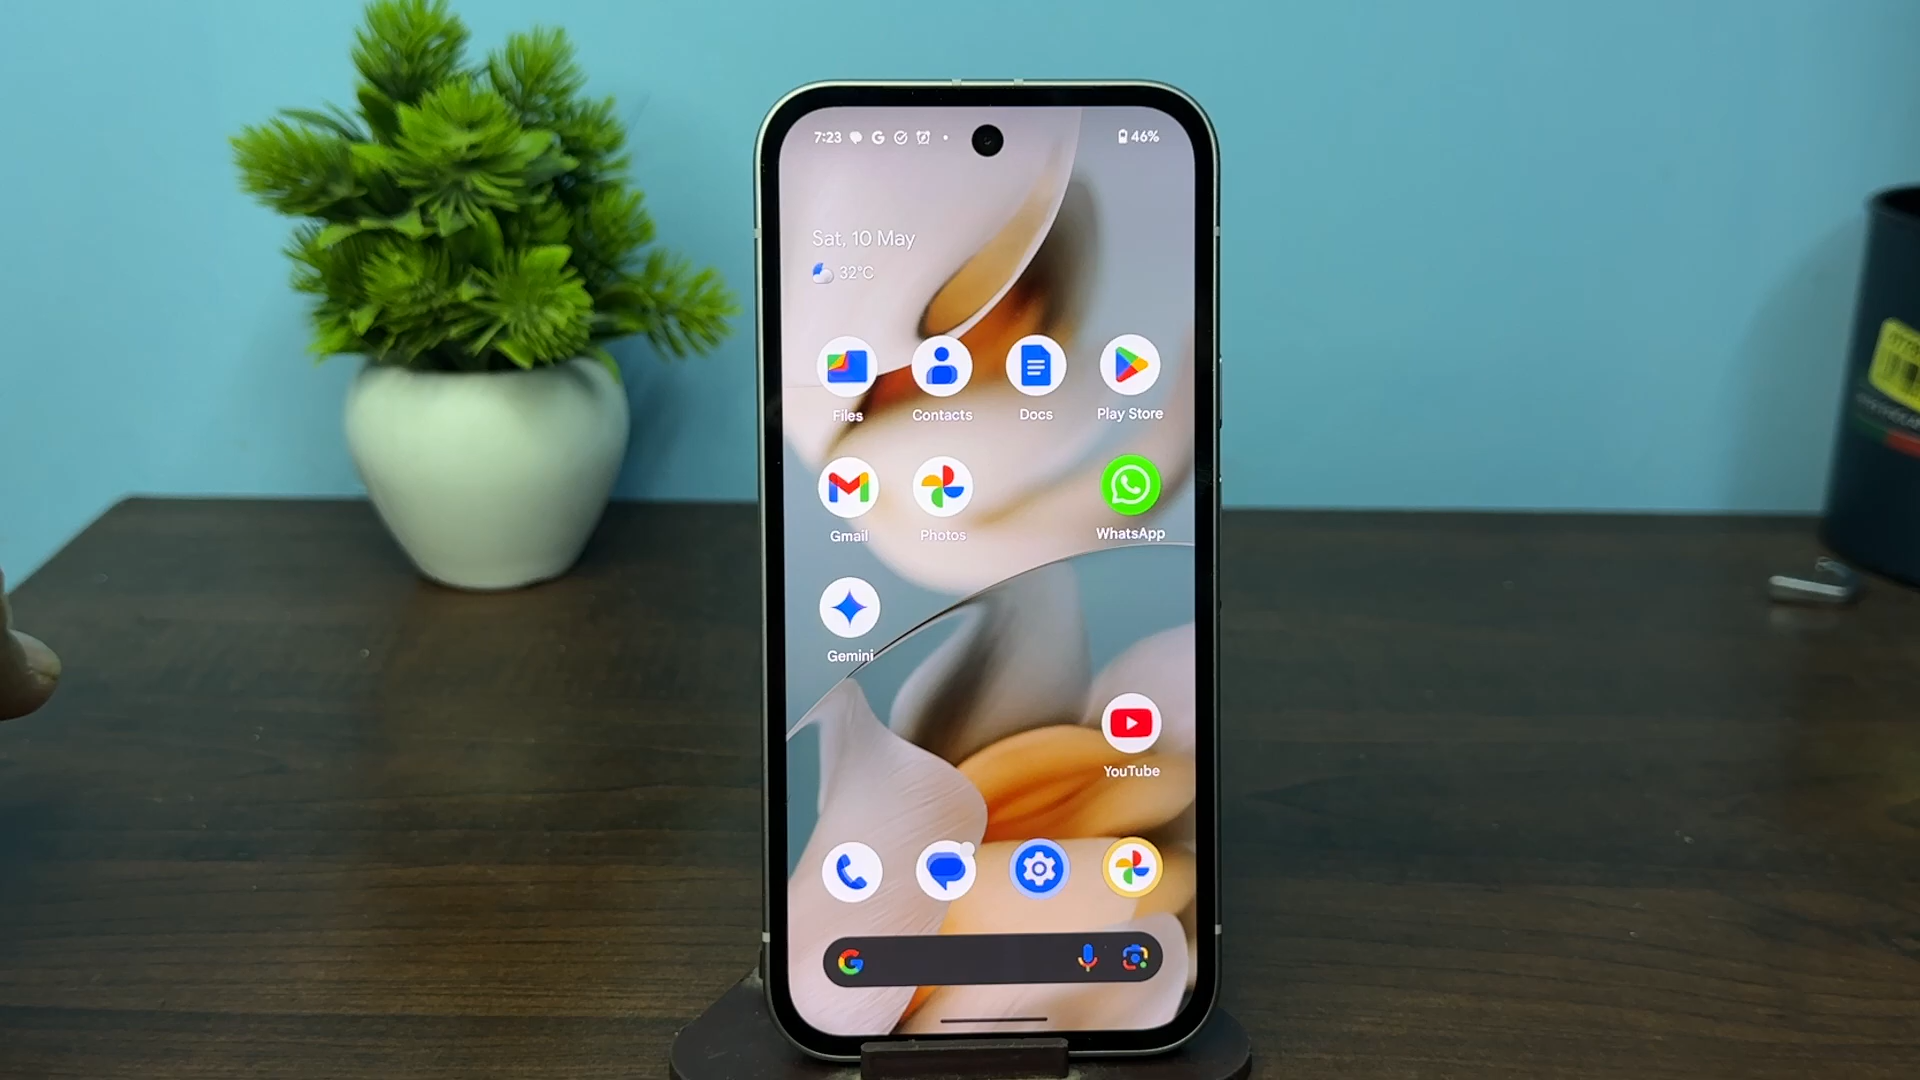 7:23
46%
Sat, 10 May
32°C
Files
Contacts
Docs
Play Store
Gmail
Photos
WhatsApp
Gemini
YouTube